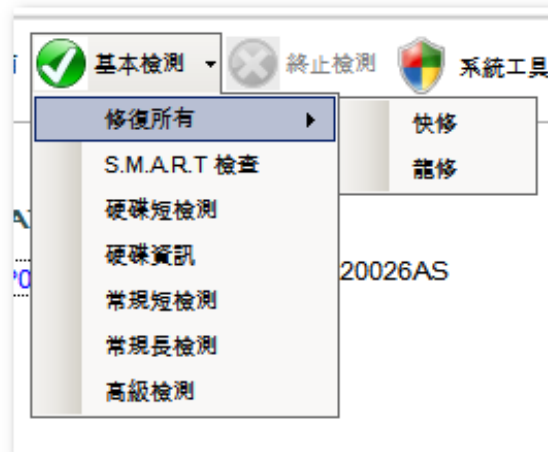 基本檢測 終止檢測 系統工具
修復所有 快修
S.M.A.R.T 檢查 龍修
硬碟短檢測
硬碟資訊 20026AS
常規短檢測
常規長檢測
高級檢測